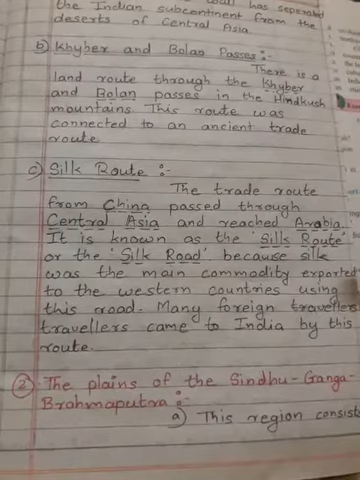 the Indian subcontinent from the
deserts of Central Asia.
b) Khyber and Bolan Passes :-
There is a
land route through the Khyber
and Bolan passes in the Hindkush
mountains. This route was
connected to an ancient trade
route.
c) Silk Route :-
The trade route
from China passed through
Central Asia and reached Arabia.
It is known as the 'Silk Route'
or the 'Silk Road' because silk
was the main commodity exported
to the western countries using
this road. Many foreign travellers
travellers came to India by this
route.
② The plains of the Sindhu-Ganga-
Brahmaputra :-
a) This region consist